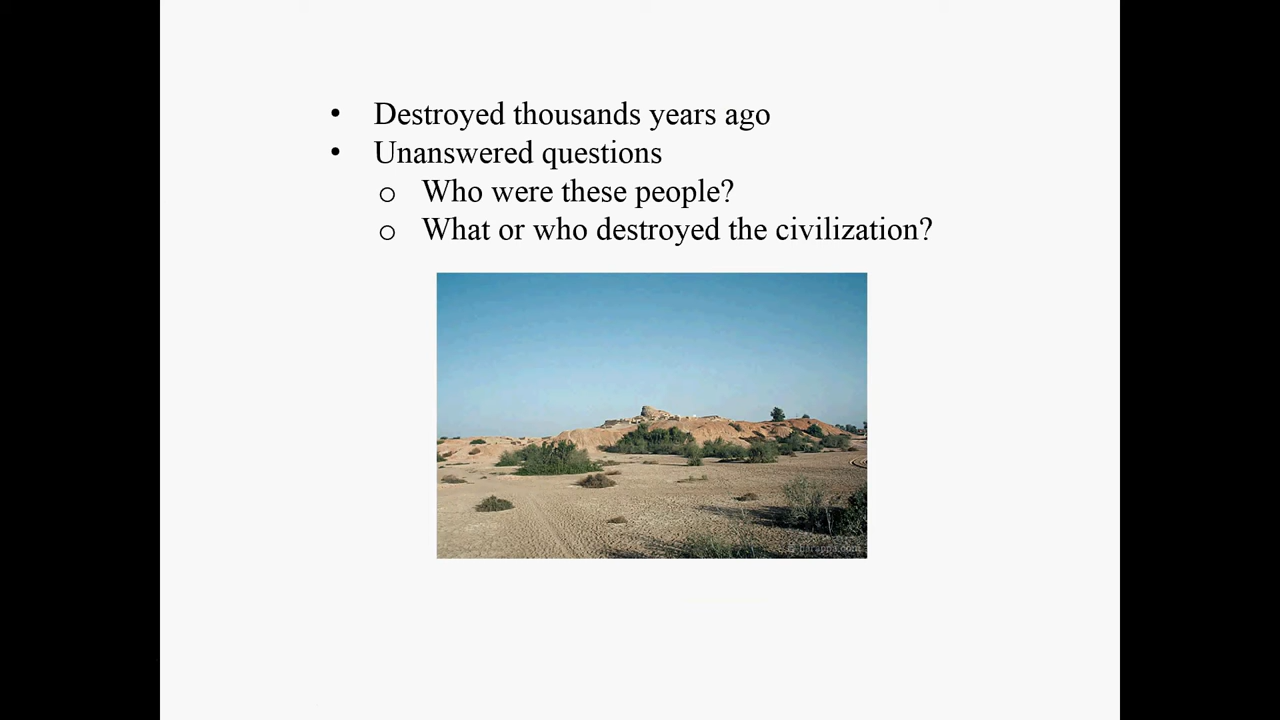 • Destroyed thousands years ago
• Unanswered questions
o Who were these people?
o What or who destroyed the civilization?